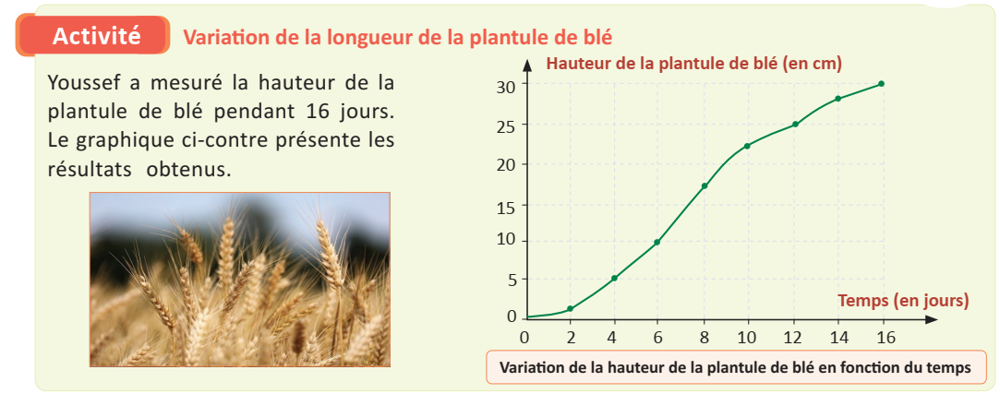 Activité
Variation de la longueur de la plantule de blé
Youssef a mesuré la hauteur de la
plantule de blé pendant 16 jours.
Le graphique ci-contre présente les
résultats obtenus.
Hauteur de la plantule de blé (en cm)
30
25
20
15
10
5
0
Temps (en jours)
0 2 4 6 8 10 12 14 16
Variation de la hauteur de la plantule de blé en fonction du temps